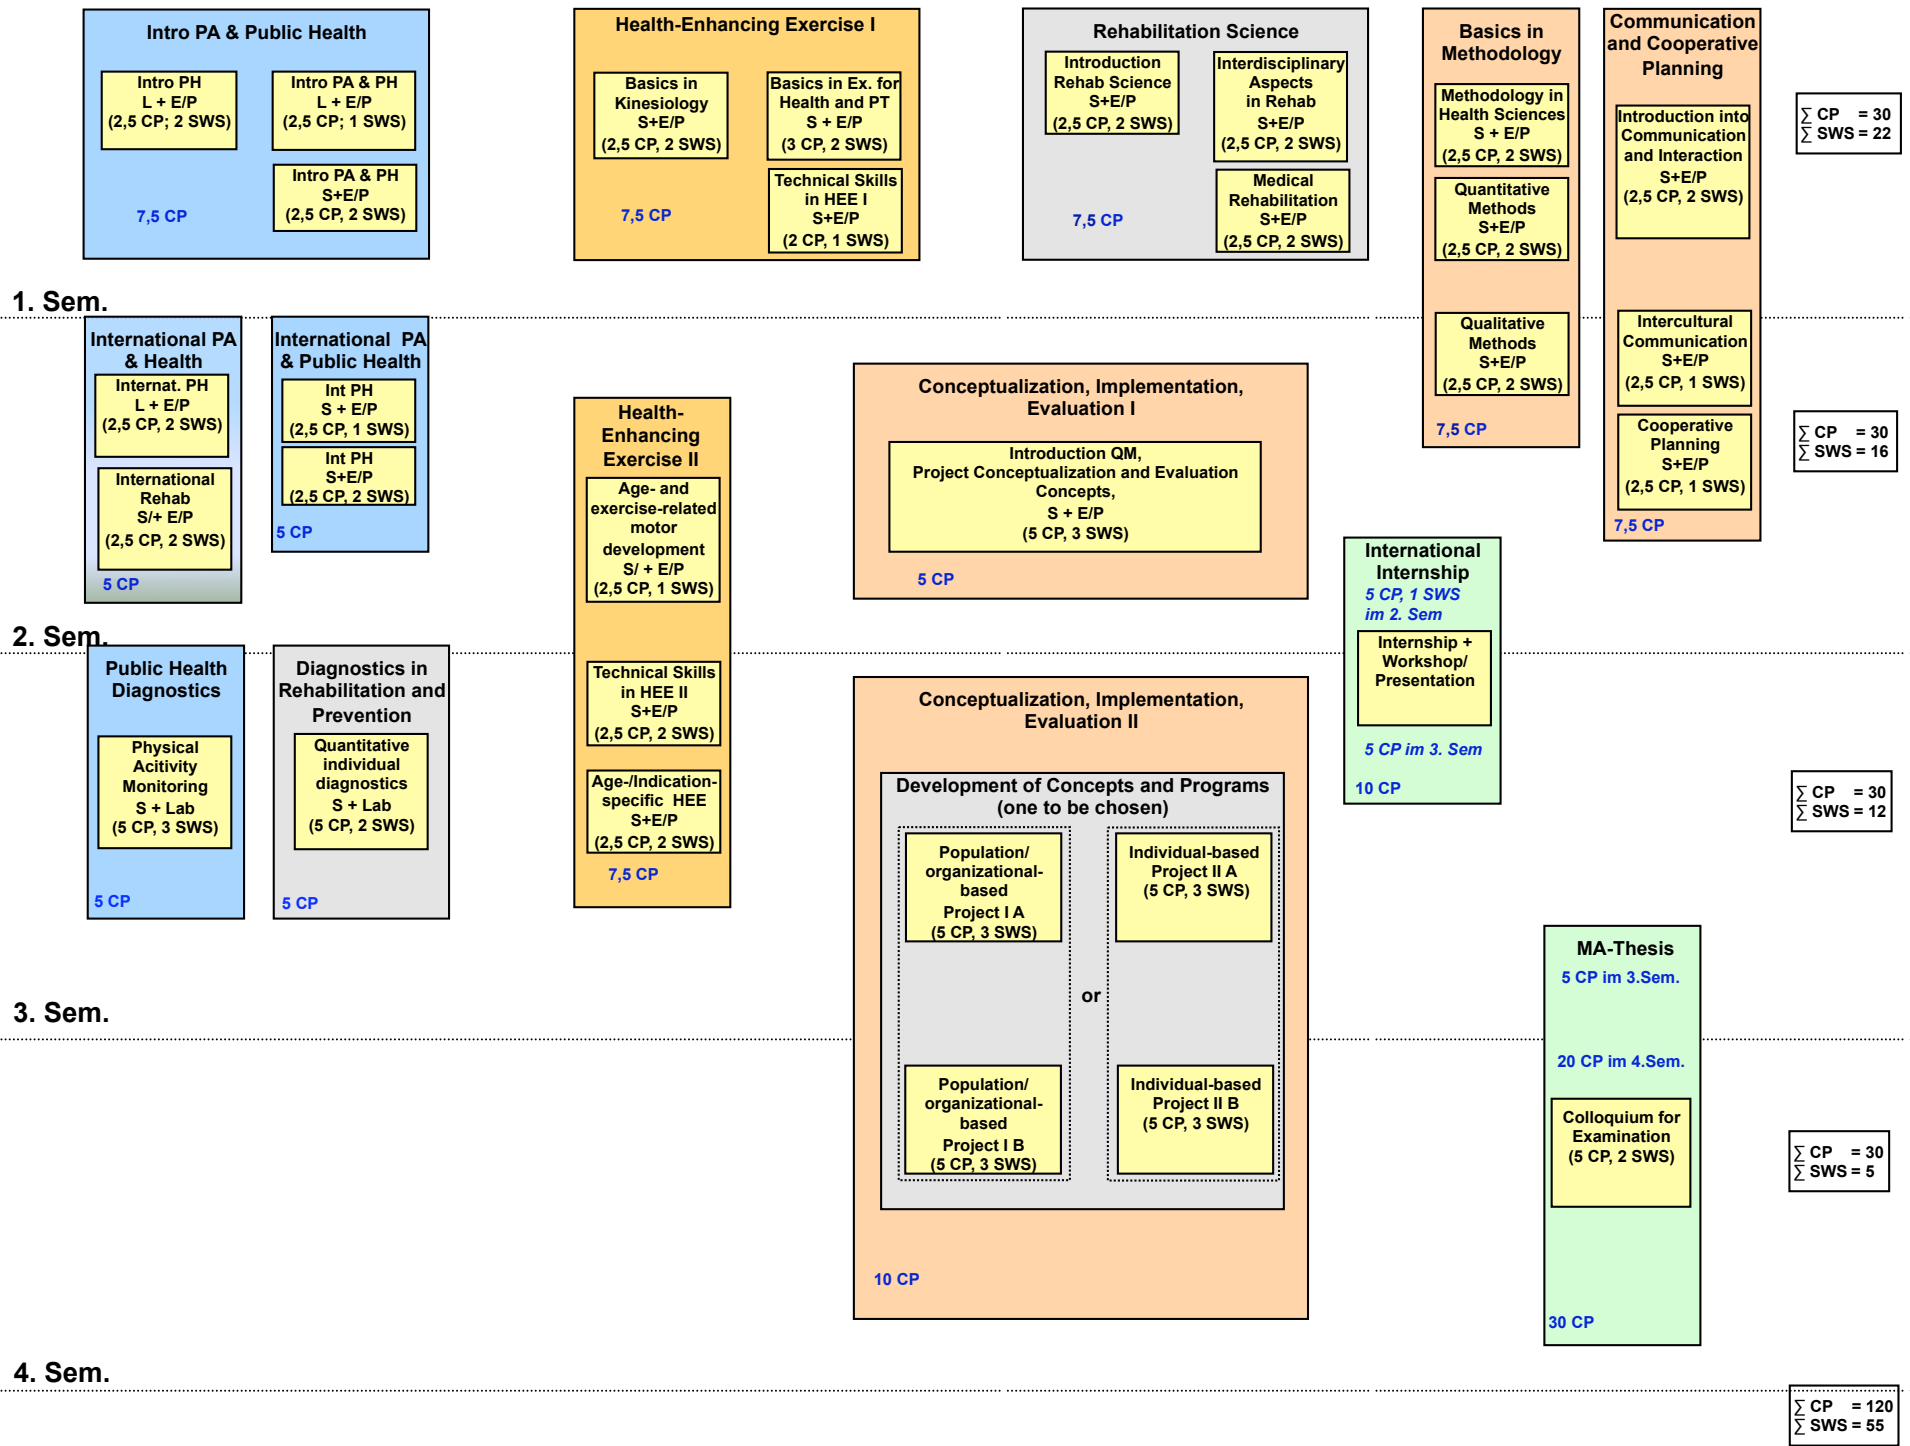 Intro PA & Public Health
Intro PH
L + E/P
(2,5 CP; 2 SWS)
Intro PA & PH
L + E/P
(2,5 CP; 1 SWS)
Intro PA & PH
S+E/P
(2,5 CP, 2 SWS)
7,5 CP
Health-Enhancing Exercise I
Basics in
Kinesiology
S+E/P
(2,5 CP, 2 SWS)
Basics in Ex. for
Health and PT
S + E/P
(3 CP, 2 SWS)
Technical Skills
in HEE I
S+E/P
(2 CP, 1 SWS)
7,5 CP
Rehabilitation Science
Introduction
Rehab Science
S+E/P
(2,5 CP, 2 SWS)
Interdisciplinary
Aspects
in Rehab
S+E/P
(2,5 CP, 2 SWS)
Medical
Rehabilitation
S+E/P
(2,5 CP, 2 SWS)
7,5 CP
Basics in
Methodology
Methodology in
Health Sciences
S + E/P
(2,5 CP, 2 SWS)
Quantitative
Methods
S+E/P
(2,5 CP, 2 SWS)
Qualitative
Methods
S+E/P
(2,5 CP, 2 SWS)
7,5 CP
Communication
and Cooperative
Planning
Introduction into
Communication
and Interaction
S+E/P
(2,5 CP, 2 SWS)
Intercultural
Communication
S+E/P
(2,5 CP, 1 SWS)
Cooperative
Planning
S+E/P
(2,5 CP, 1 SWS)
7,5 CP
∑ CP = 30
∑ SWS = 22
1. Sem.
International PA
& Health
Internat. PH
L + E/P
(2,5 CP, 2 SWS)
International
Rehab
S/+ E/P
(2,5 CP, 2 SWS)
5 CP
International PA
& Public Health
Int PH
S + E/P
(2,5 CP, 1 SWS)
Int PH
S+E/P
(2,5 CP, 2 SWS)
5 CP
Health-
Enhancing
Exercise II
Age- and
exercise-related
motor
development
S/ + E/P
(2,5 CP, 1 SWS)
Technical Skills
in HEE II
S+E/P
(2,5 CP, 2 SWS)
Age-/Indication-
specific HEE
S+E/P
(2,5 CP, 2 SWS)
7,5 CP
Conceptualization, Implementation,
Evaluation I
Introduction QM,
Project Conceptualization and Evaluation
Concepts,
S + E/P
(5 CP, 3 SWS)
5 CP
International
Internship
5 CP, 1 SWS
im 2. Sem
Internship +
Workshop/
Presentation
5 CP im 3. Sem
10 CP
∑ CP = 30
∑ SWS = 16
2. Sem.
Public Health
Diagnostics
Physical
Acitivity
Monitoring
S + Lab
(5 CP, 3 SWS)
5 CP
Diagnostics in
Rehabilitation and
Prevention
Quantitative
individual
diagnostics
S + Lab
(5 CP, 2 SWS)
5 CP
Conceptualization, Implementation,
Evaluation II
Development of Concepts and Programs
(one to be chosen)
Population/
organizational-
based
Project I A
(5 CP, 3 SWS)
Individual-based
Project II A
(5 CP, 3 SWS)
or
Population/
organizational-
based
Project I B
(5 CP, 3 SWS)
Individual-based
Project II B
(5 CP, 3 SWS)
10 CP
∑ CP = 30
∑ SWS = 12
3. Sem.
MA-Thesis
5 CP im 3.Sem.
20 CP im 4.Sem.
Colloquium for
Examination
(5 CP, 2 SWS)
30 CP
∑ CP = 30
∑ SWS = 5
4. Sem.
∑ CP = 120
∑ SWS = 55